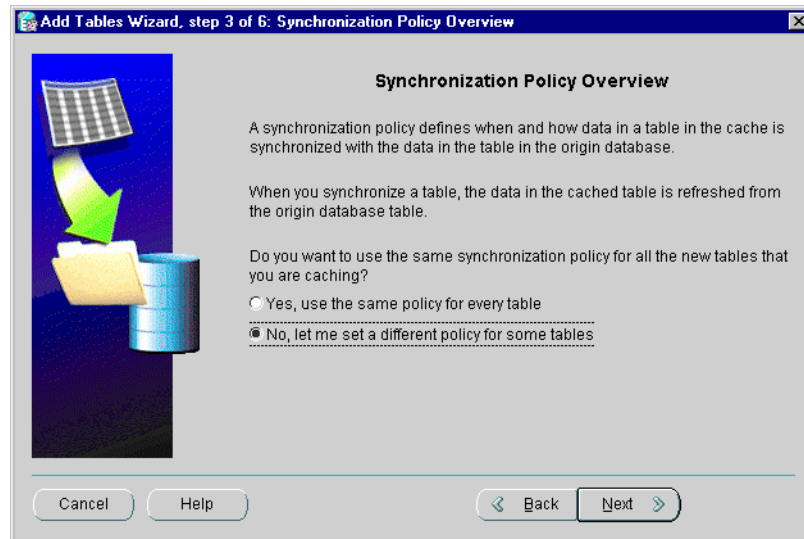 Add Tables Wizard, step 3 of 6: Synchronization Policy Overview
Synchronization Policy Overview
A synchronization policy defines when and how data in a table in the cache is
synchronized with the data in the table in the origin database.
When you synchronize a table, the data in the cached table is refreshed from
the origin database table.
Do you want to use the same synchronization policy for all the new tables that
you are caching?
Yes, use the same policy for every table
No, let me set a different policy for some tables
Cancel
Help
Back
Next